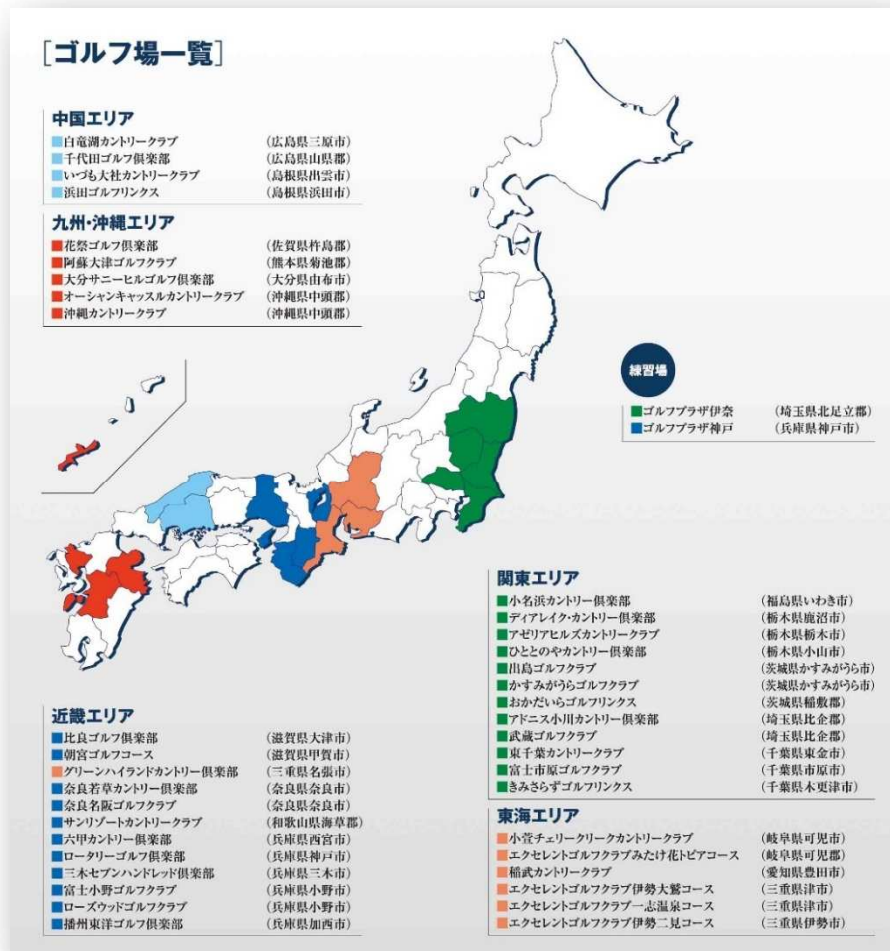 [ゴルフ場一覧]
中国エリア
白竜湖カントリークラブ (広島県三原市)
千代田ゴルフ倶楽部 (広島県山県郡)
いづも大社カントリークラブ (島根県出雲市)
浜田ゴルフリンクス (島根県浜田市)
九州・沖縄エリア
花祭ゴルフ倶楽部 (佐賀県杵島郡)
阿蘇大津ゴルフクラブ (熊本県菊池郡)
大分サニーヒルゴルフ倶楽部 (大分県由布市)
オーシャンキャッスルカントリークラブ (沖縄県中頭郡)
沖縄カントリークラブ (沖縄県中頭郡)
練習場
ゴルフプラザ伊奈 (埼玉県北足立郡)
ゴルフプラザ神戸 (兵庫県神戸市)
関東エリア
小名浜カントリー倶楽部 (福島県いわき市)
ディアレイク・カントリー倶楽部 (栃木県鹿沼市)
アゼリアヒルズカントリークラブ (栃木県栃木市)
ひととのやカントリー倶楽部 (栃木県小山市)
出島ゴルフクラブ (茨城県かすみがうら市)
かすみがうらゴルフクラブ (茨城県かすみがうら市)
おかだいらゴルフリンクス (茨城県稲敷郡)
アドニス小川カントリー倶楽部 (埼玉県比企郡)
武蔵ゴルフクラブ (埼玉県比企郡)
東千葉カントリークラブ (千葉県東金市)
富士市原ゴルフクラブ (千葉県市原市)
きみさらずゴルフリンクス (千葉県木更津市)
近畿エリア
比良ゴルフ倶楽部 (滋賀県大津市)
朝宮ゴルフコース (滋賀県甲賀市)
グリーンハイランドカントリー倶楽部 (三重県名張市)
奈良若草カントリー倶楽部 (奈良県奈良市)
奈良名阪ゴルフクラブ (奈良県奈良市)
サンリゾートカントリークラブ (和歌山県海草郡)
六甲カントリー倶楽部 (兵庫県西宮市)
ロータリーゴルフ倶楽部 (兵庫県神戸市)
三木セブンハンドレッド倶楽部 (兵庫県三木市)
富士小野ゴルフクラブ (兵庫県小野市)
ローズウッドゴルフクラブ (兵庫県小野市)
播州東洋ゴルフ倶楽部 (兵庫県加西市)
東海エリア
小萱チェリークリークカントリークラブ (岐阜県可児市)
エクセレントゴルフクラブみたけ花トピアコース (岐阜県可児郡)
稲武カントリークラブ (愛知県豊田市)
エクセレントゴルフクラブ伊勢大鷲コース (三重県津市)
エクセレントゴルフクラブ一志温泉コース (三重県津市)
エクセレントゴルフクラブ伊勢二見コース (三重県伊勢市)